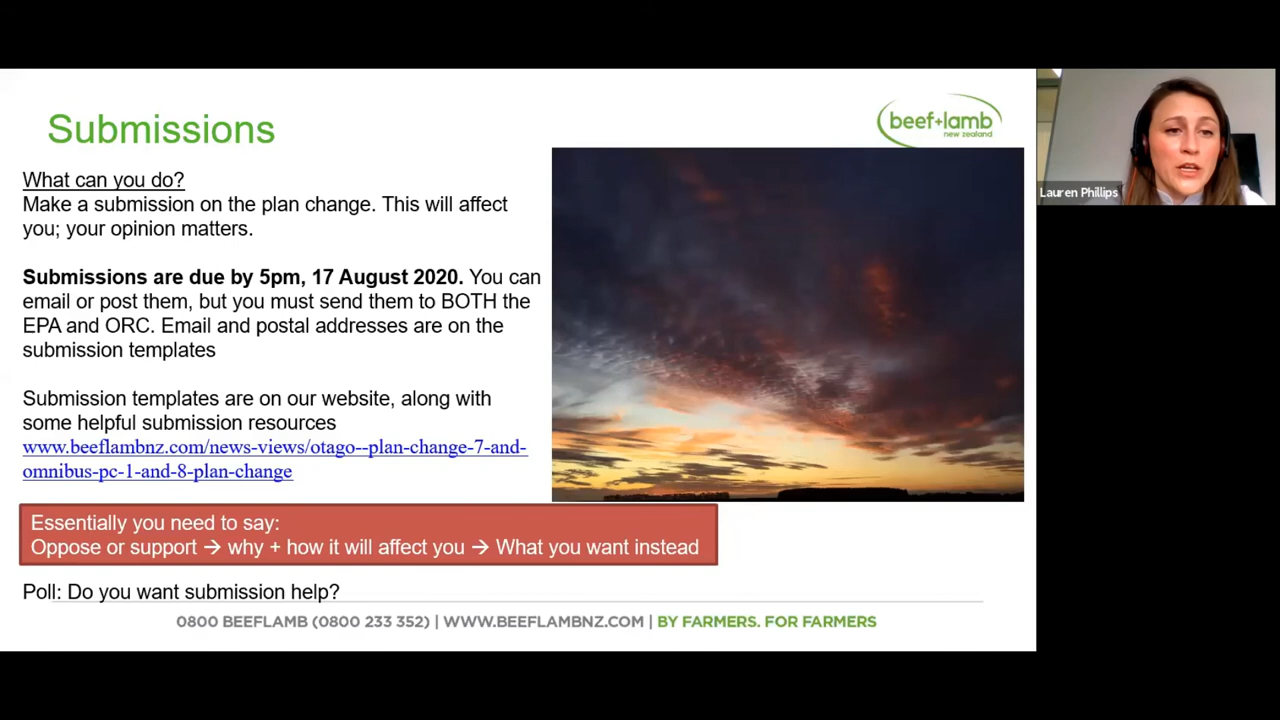 Submissions
beef+lamb
new zealand
What can you do?
Make a submission on the plan change. This will affect
you; your opinion matters.
Submissions are due by 5pm, 17 August 2020. You can
email or post them, but you must send them to BOTH the
EPA and ORC. Email and postal addresses are on the
submission templates
Submission templates are on our website, along with
some helpful submission resources
www.beeflambnz.com/news-views/otago--plan-change-7-and-
omnibus-pc-1-and-8-plan-change
Essentially you need to say:
Oppose or support → why + how it will affect you → What you want instead
Poll: Do you want submission help?
0800 BEEFLAMB (0800 233 352) | WWW.BEEFLAMBNZ.COM | BY FARMERS. FOR FARMERS
Lauren Phillips